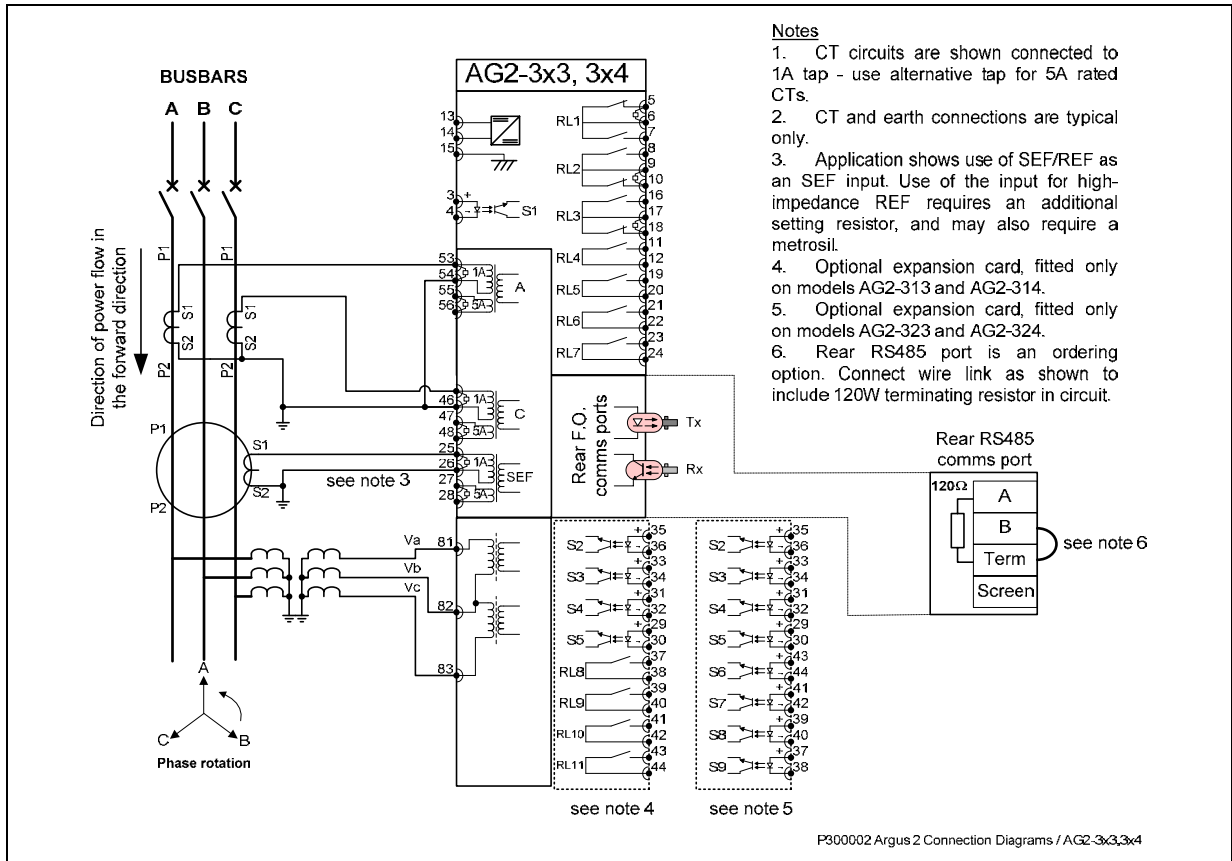 BUSBARS
A B C
AG2-3x3, 3x4
Notes
1. CT circuits are shown connected to
1A tap - use alternative tap for 5A rated
CTs.
2. CT and earth connections are typical
only.
3. Application shows use of SEF/REF as
an SEF input. Use of the input for high-
impedance REF requires an additional
setting resistor, and may also require a
metrosil.
4. Optional expansion card, fitted only
on models AG2-313 and AG2-314.
5. Optional expansion card, fitted only
on models AG2-323 and AG2-324.
6. Rear RS485 port is an ordering
option. Connect wire link as shown to
include 120W terminating resistor in circuit.
Direction of power flow in
the forward direction
P1
P1
S1
S2
S1
S2
P2
P2
P1
P2
S1
S2
see note 3
13
14
15
3
+
4
-
S1
53
54
1A
55
56
5A
A
46
1A
47
48
5A
C
25
26
1A
27
28
5A
SEF
RL1
5
6
7
RL2
8
9
10
RL3
16
17
18
RL4
11
12
RL5
19
20
RL6
21
22
RL7
23
24
Rear F.O.
comms ports
Tx
Rx
Rear RS485
comms port
120Ω
A
B
Term
Screen
see note 6
Va
81
Vb
82
Vc
83
S2
+
35
-
36
S3
+
33
-
34
S4
+
31
-
32
S5
+
29
-
30
RL8
37
38
RL9
39
40
RL10
41
42
RL11
43
44
see note 4
S2
+
35
-
36
S3
+
33
-
34
S4
+
31
-
32
S5
+
29
-
30
S6
+
43
-
44
S7
+
41
-
42
S8
+
39
-
40
S9
+
37
-
38
see note 5
A
C
B
Phase rotation
P300002 Argus 2 Connection Diagrams / AG2-3x3,3x4